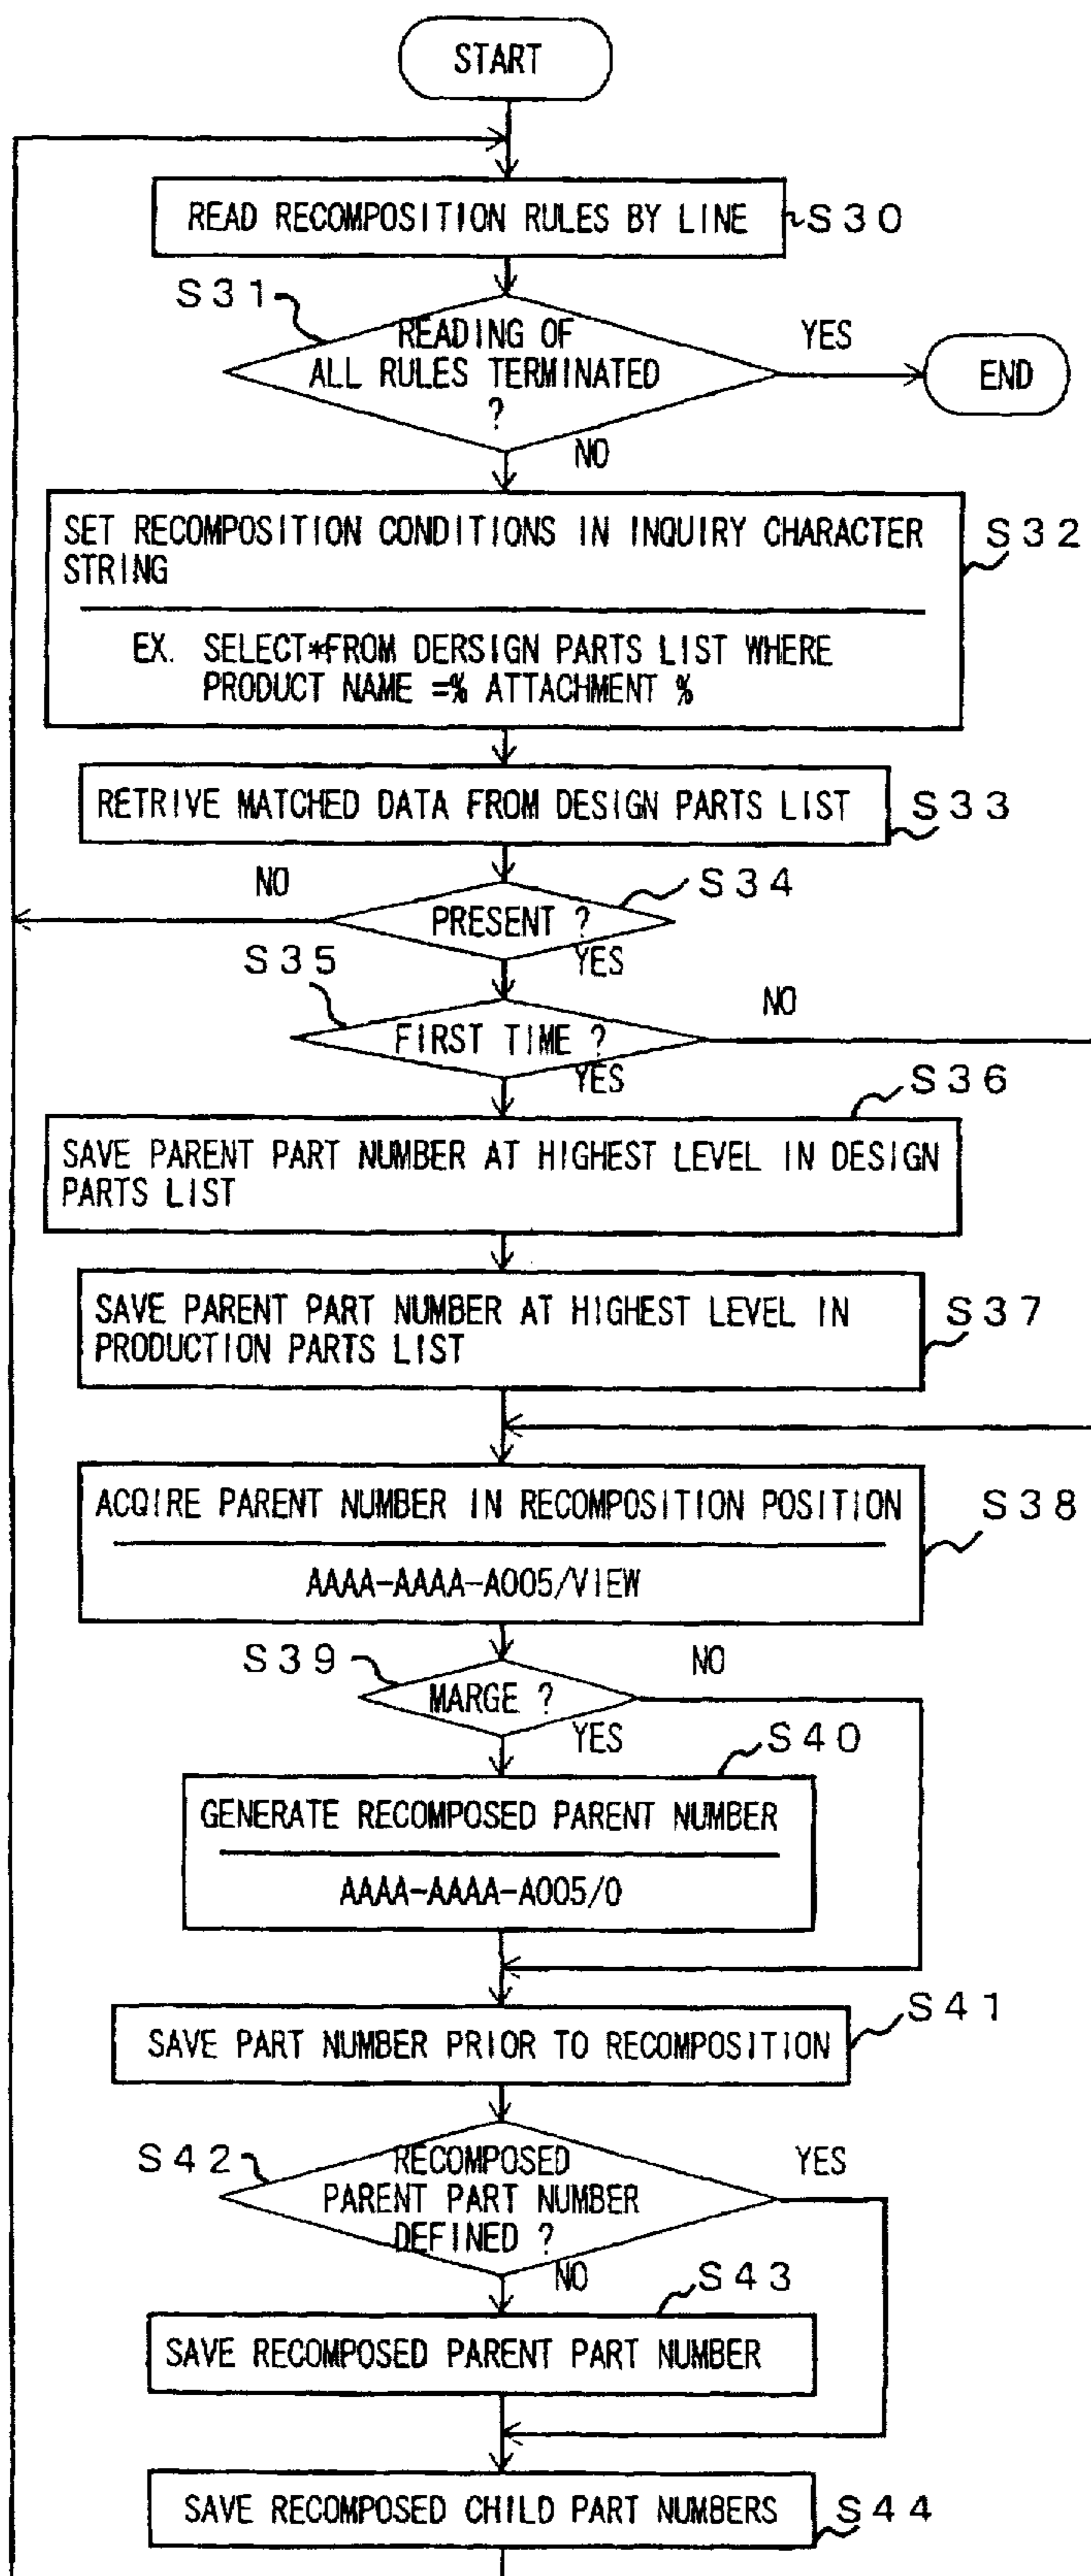 START
READ RECOMPOSITION RULES BY LINE
S30
S31
READING OF
ALL RULES TERMINATED
?
YES
END
NO
SET RECOMPOSITION CONDITIONS IN INQUIRY CHARACTER
STRING
S32
EX. SELECT*FROM DERSIGN PARTS LIST WHERE
PRODUCT NAME =% ATTACHMENT %
RETRIVE MATCHED DATA FROM DESIGN PARTS LIST
S33
NO
S34
PRESENT ?
YES
S35
NO
FIRST TIME ?
YES
S36
SAVE PARENT PART NUMBER AT HIGHEST LEVEL IN DESIGN
PARTS LIST
SAVE PARENT PART NUMBER AT HIGHEST LEVEL IN
PRODUCTION PARTS LIST
S37
ACQIRE PARENT NUMBER IN RECOMPOSITION POSITION
S38
AAAA-AAAA-A005/VIEW
S39
NO
MARGE ?
YES
S40
GENERATE RECOMPOSED PARENT NUMBER
AAAA-AAAA-A005/0
S41
SAVE PART NUMBER PRIOR TO RECOMPOSITION
S42
RECOMPOSED
PARENT PART NUMBER
DEFINED ?
YES
NO
S43
SAVE RECOMPOSED PARENT PART NUMBER
SAVE RECOMPOSED CHILD PART NUMBERS
S44